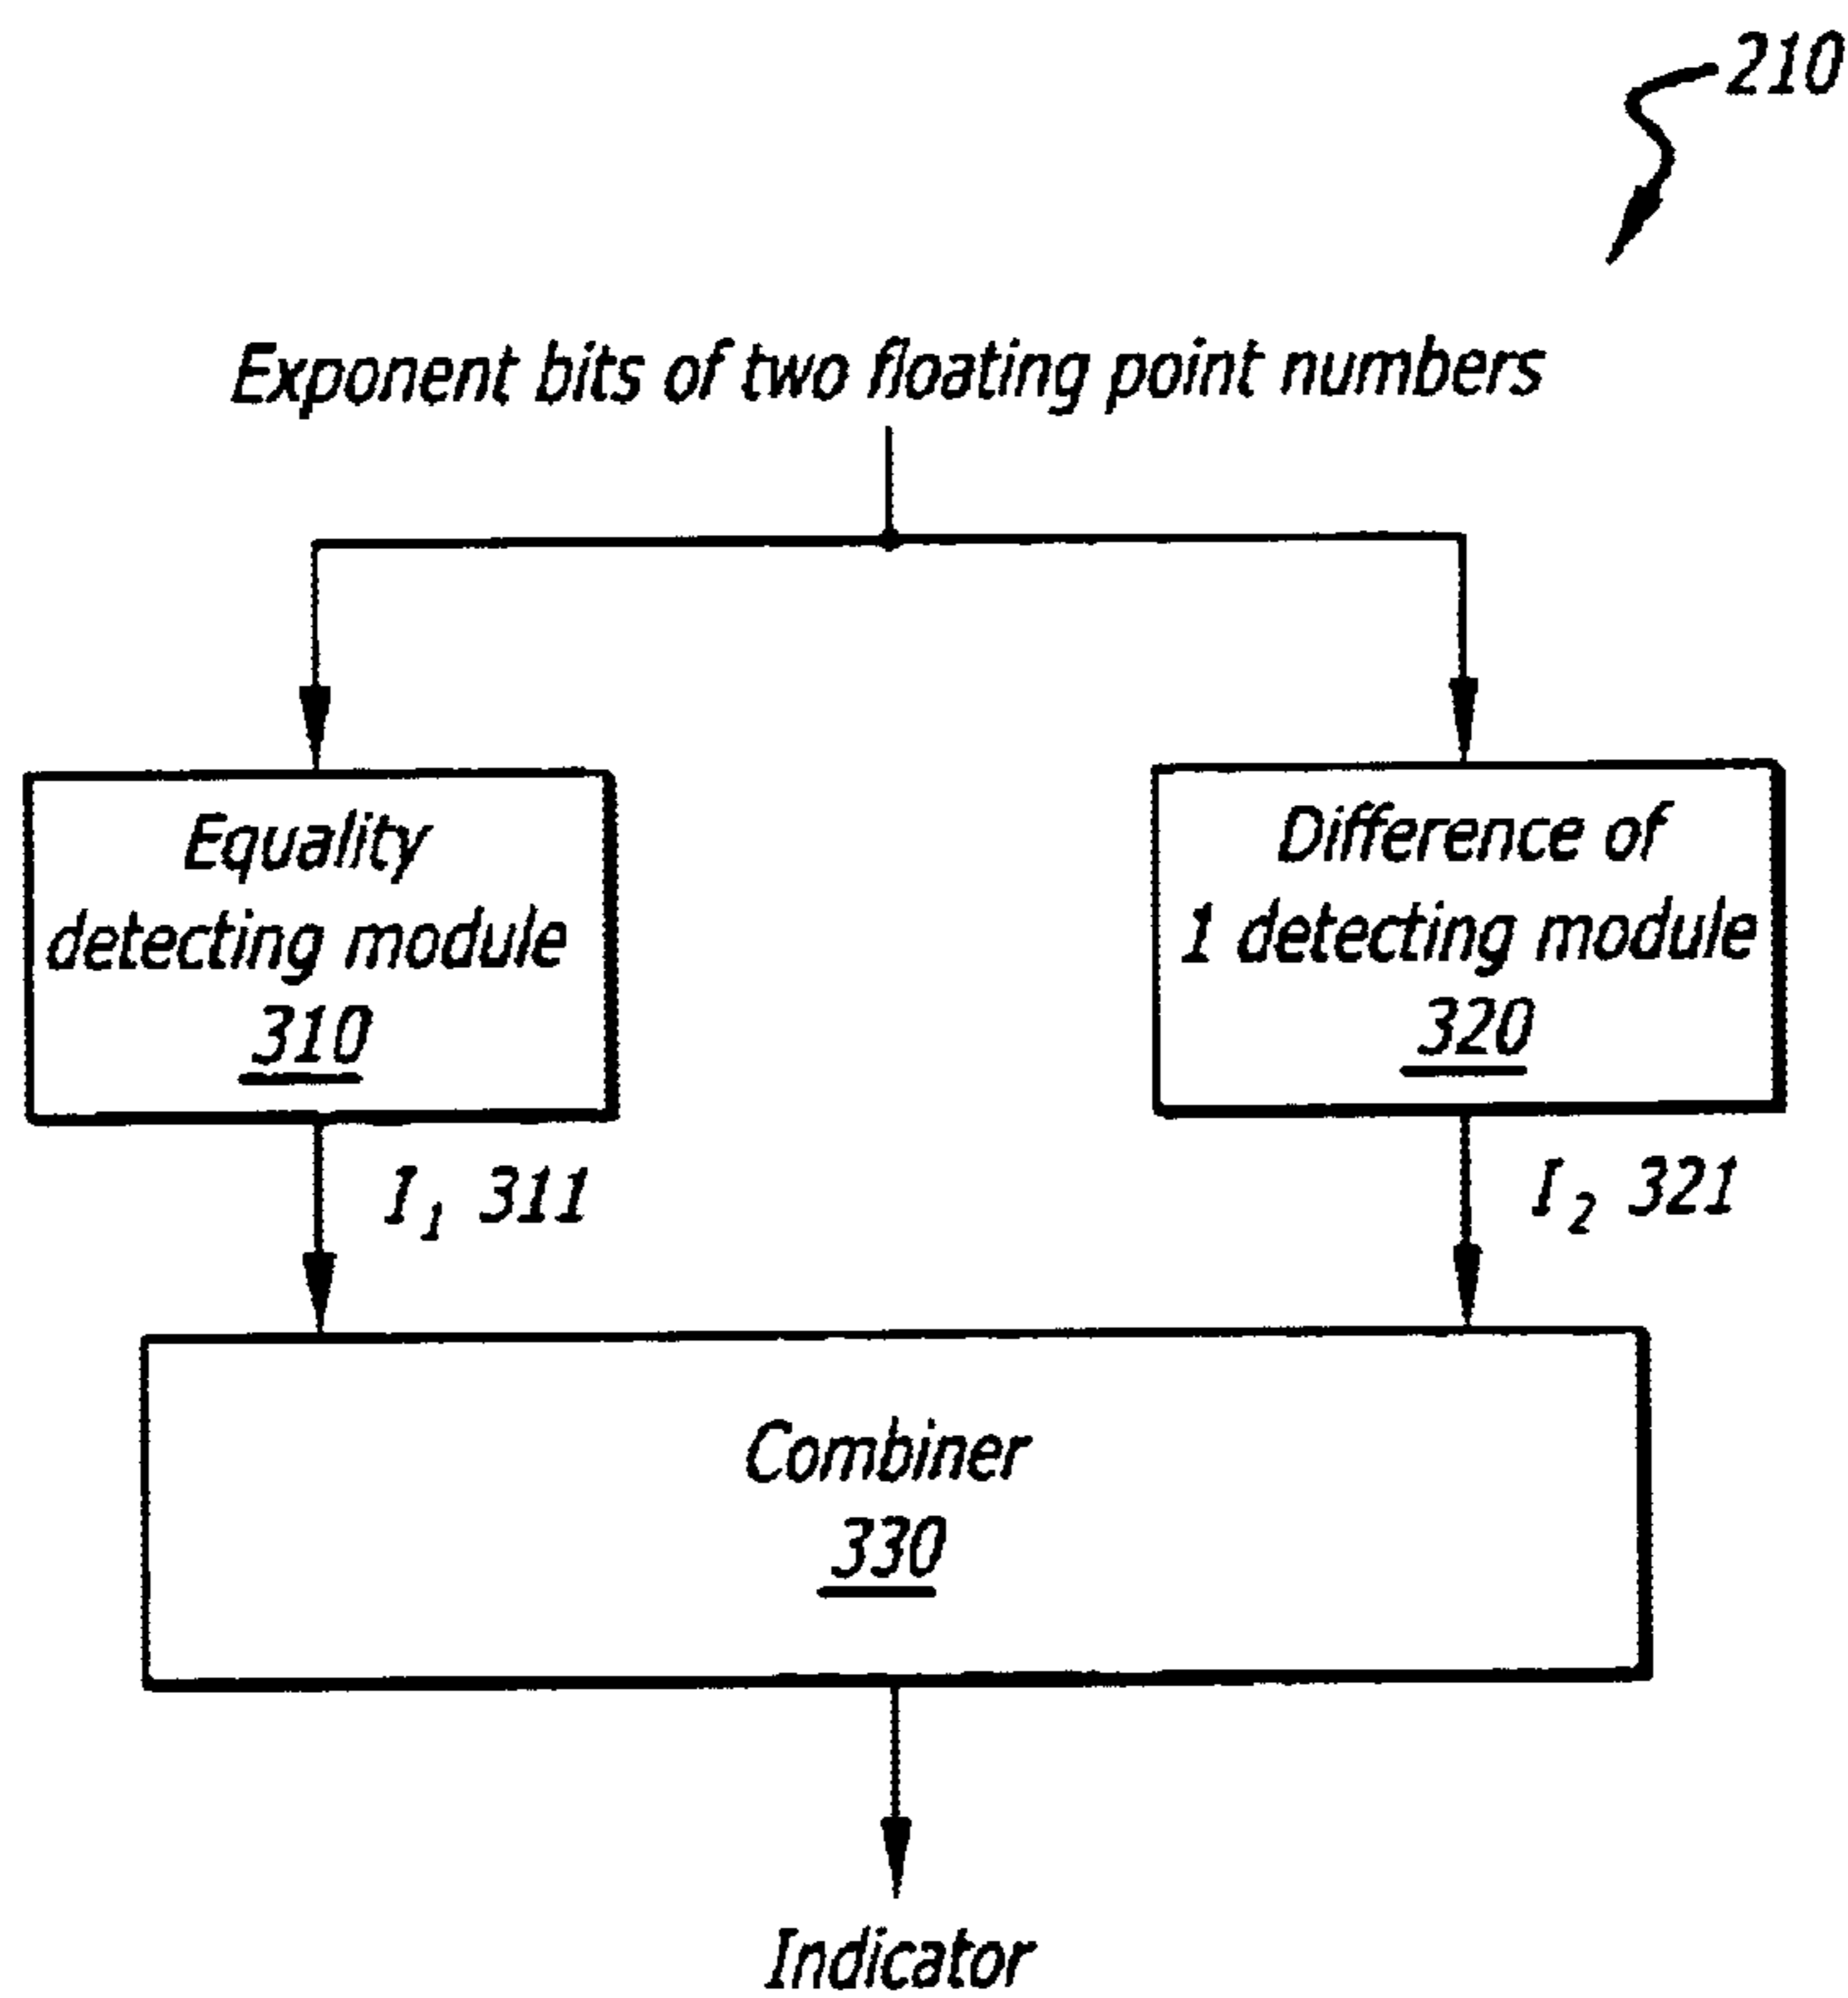 210
Exponent bits of two floating point numbers
Equality
detecting module
310
Difference of
1 detecting module
320
I₁ 311
I₂ 321
Combiner
330
Indicator